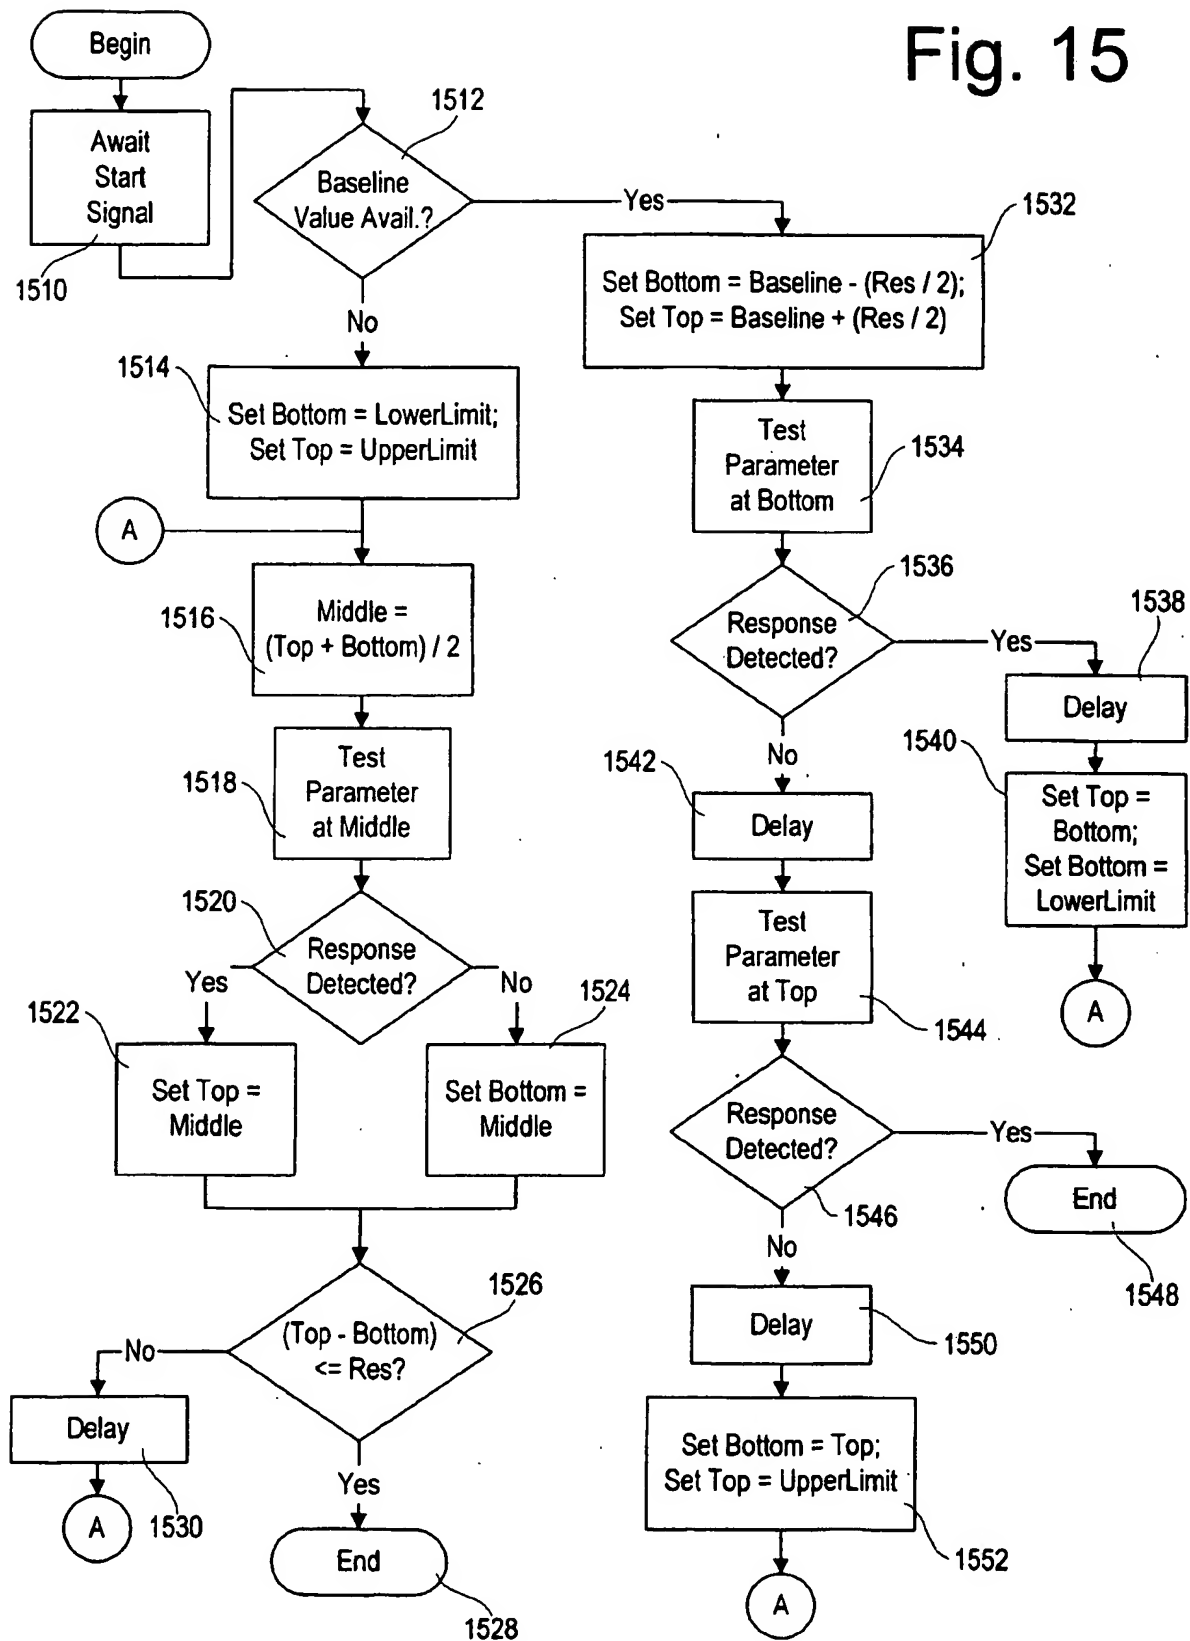 Fig. 15
Begin
Await
Start
Signal
1510
1512
Baseline
Value Avail.?
Yes
No
1514
Set Bottom = LowerLimit;
Set Top = UpperLimit
A
1516
Middle =
(Top + Bottom) / 2
1518
Test
Parameter
at Middle
1520
Response
Detected?
Yes
No
1522
Set Top =
Middle
1524
Set Bottom =
Middle
1526
(Top - Bottom)
<= Res?
No
Delay
1530
A
Yes
End
1528
1532
Set Bottom = Baseline - (Res / 2);
Set Top = Baseline + (Res / 2)
Test
Parameter
at Bottom
1534
1536
Response
Detected?
Yes
1538
Delay
1540
Set Top =
Bottom;
Set Bottom =
LowerLimit
A
No
1542
Delay
Test
Parameter
at Top
1544
Response
Detected?
1546
Yes
End
1548
No
Delay
1550
Set Bottom = Top;
Set Top = UpperLimit
1552
A